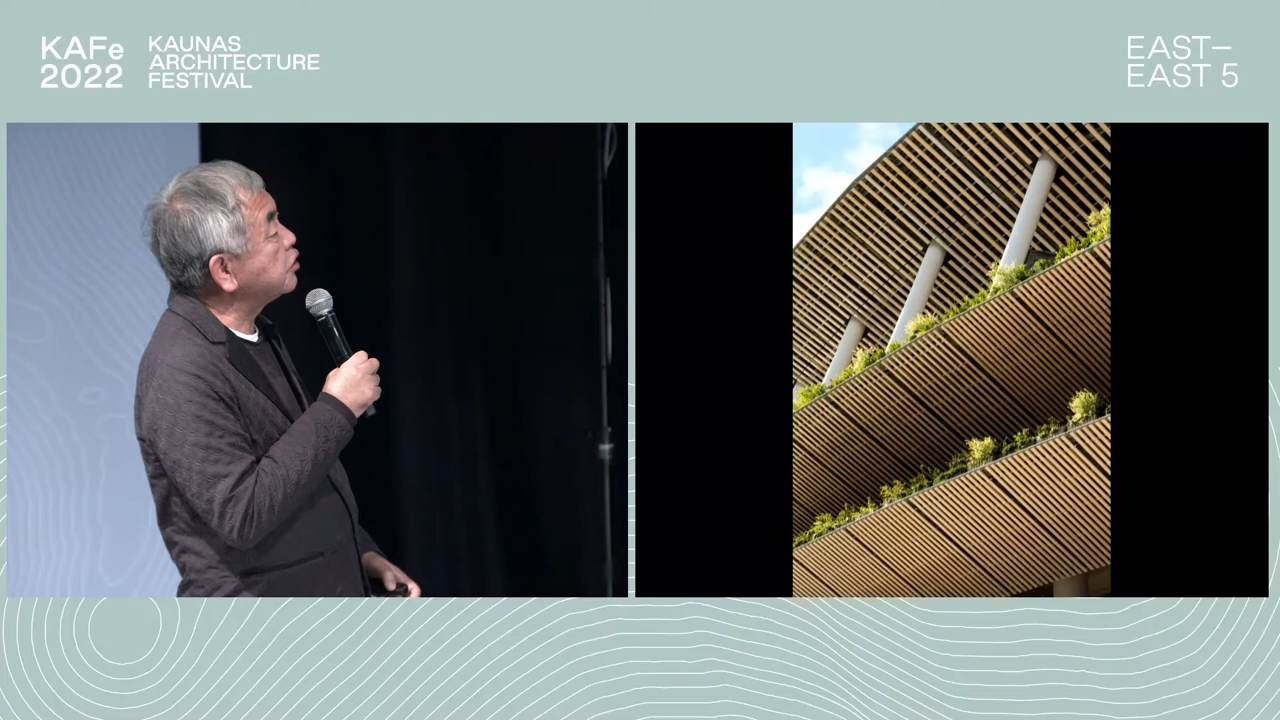 KAFe
2022
KAUNAS
ARCHITECTURE
FESTIVAL
EAST–
EAST 5